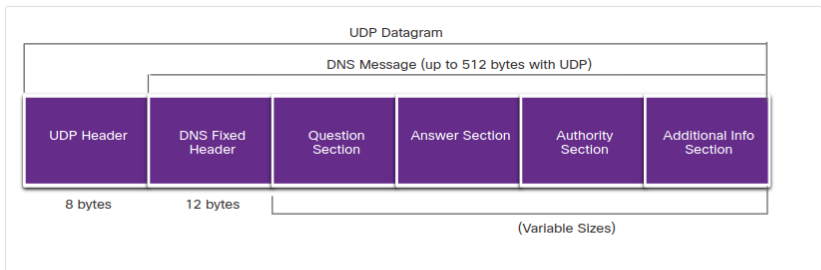 UDP Datagram
DNS Message (up to 512 bytes with UDP)
UDP Header
DNS Fixed
Header
Question
Section
Answer Section
Authority
Section
Additional Info
Section
8 bytes
12 bytes
(Variable Sizes)